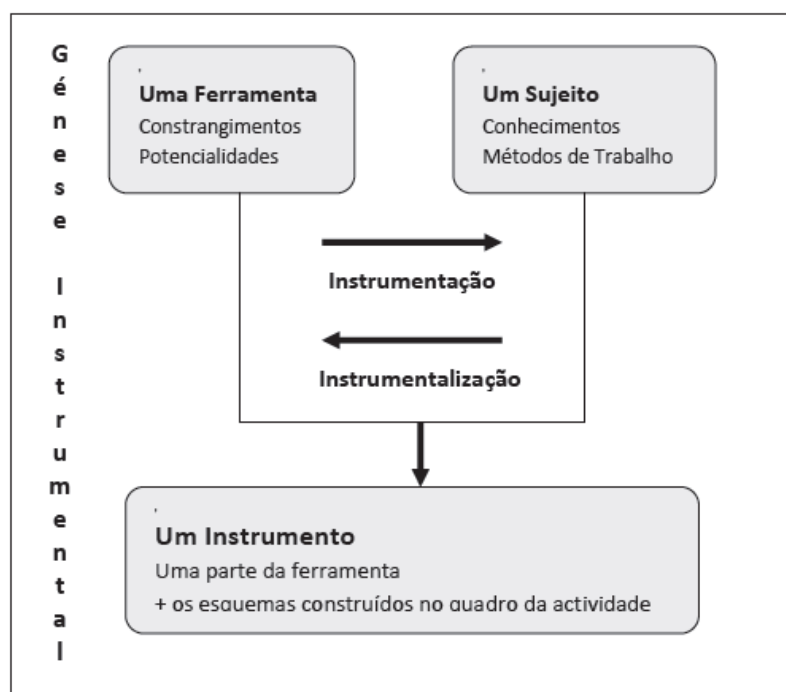 Génese Instrumental
Uma Ferramenta
Constrangimentos
Potencialidades
Um Sujeito
Conhecimentos
Métodos de Trabalho
Instrumentação
Instrumentalização
Um Instrumento
Uma parte da ferramenta
+ os esquemas construídos no quadro da actividade